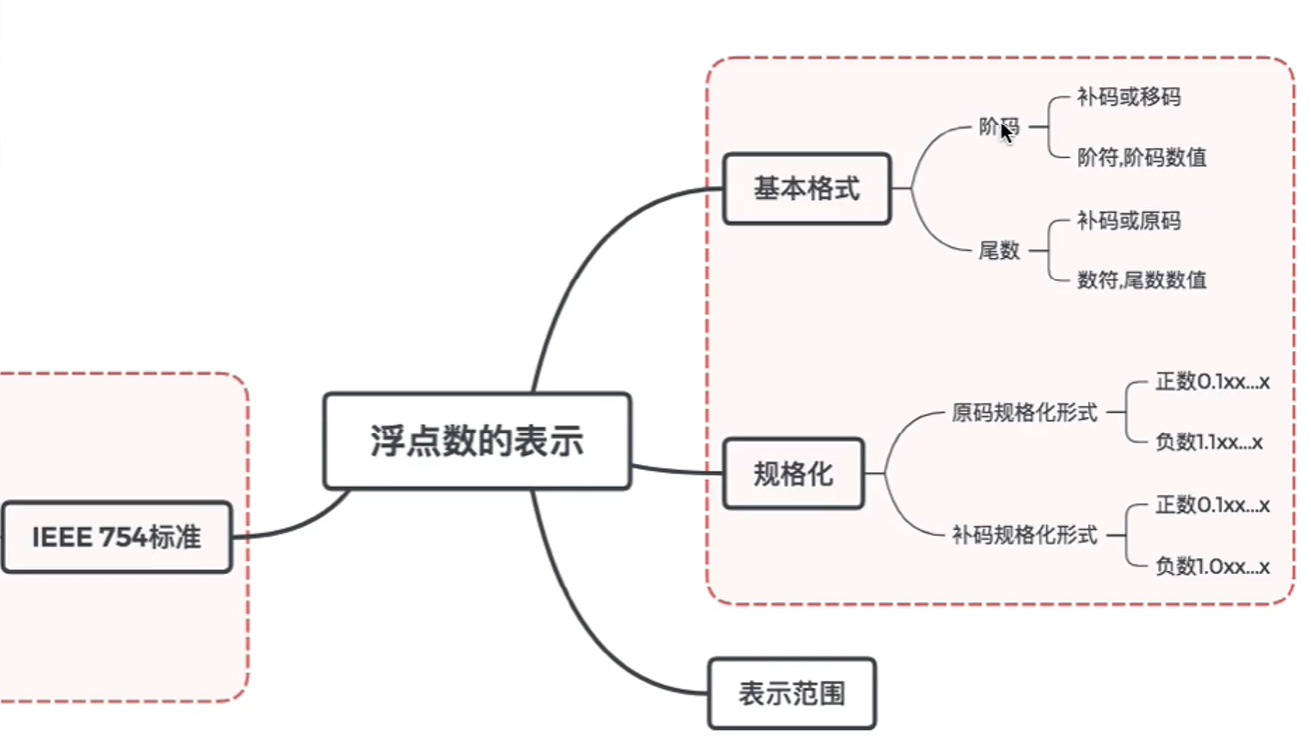 浮点数的表示
基本格式
阶码
补码或移码
阶符,阶码数值
尾数
补码或原码
数符,尾数数值
规格化
原码规格化形式
正数0.1xx...x
负数1.1xx...x
补码规格化形式
正数0.1xx...x
负数1.0xx...x
表示范围
IEEE 754标准